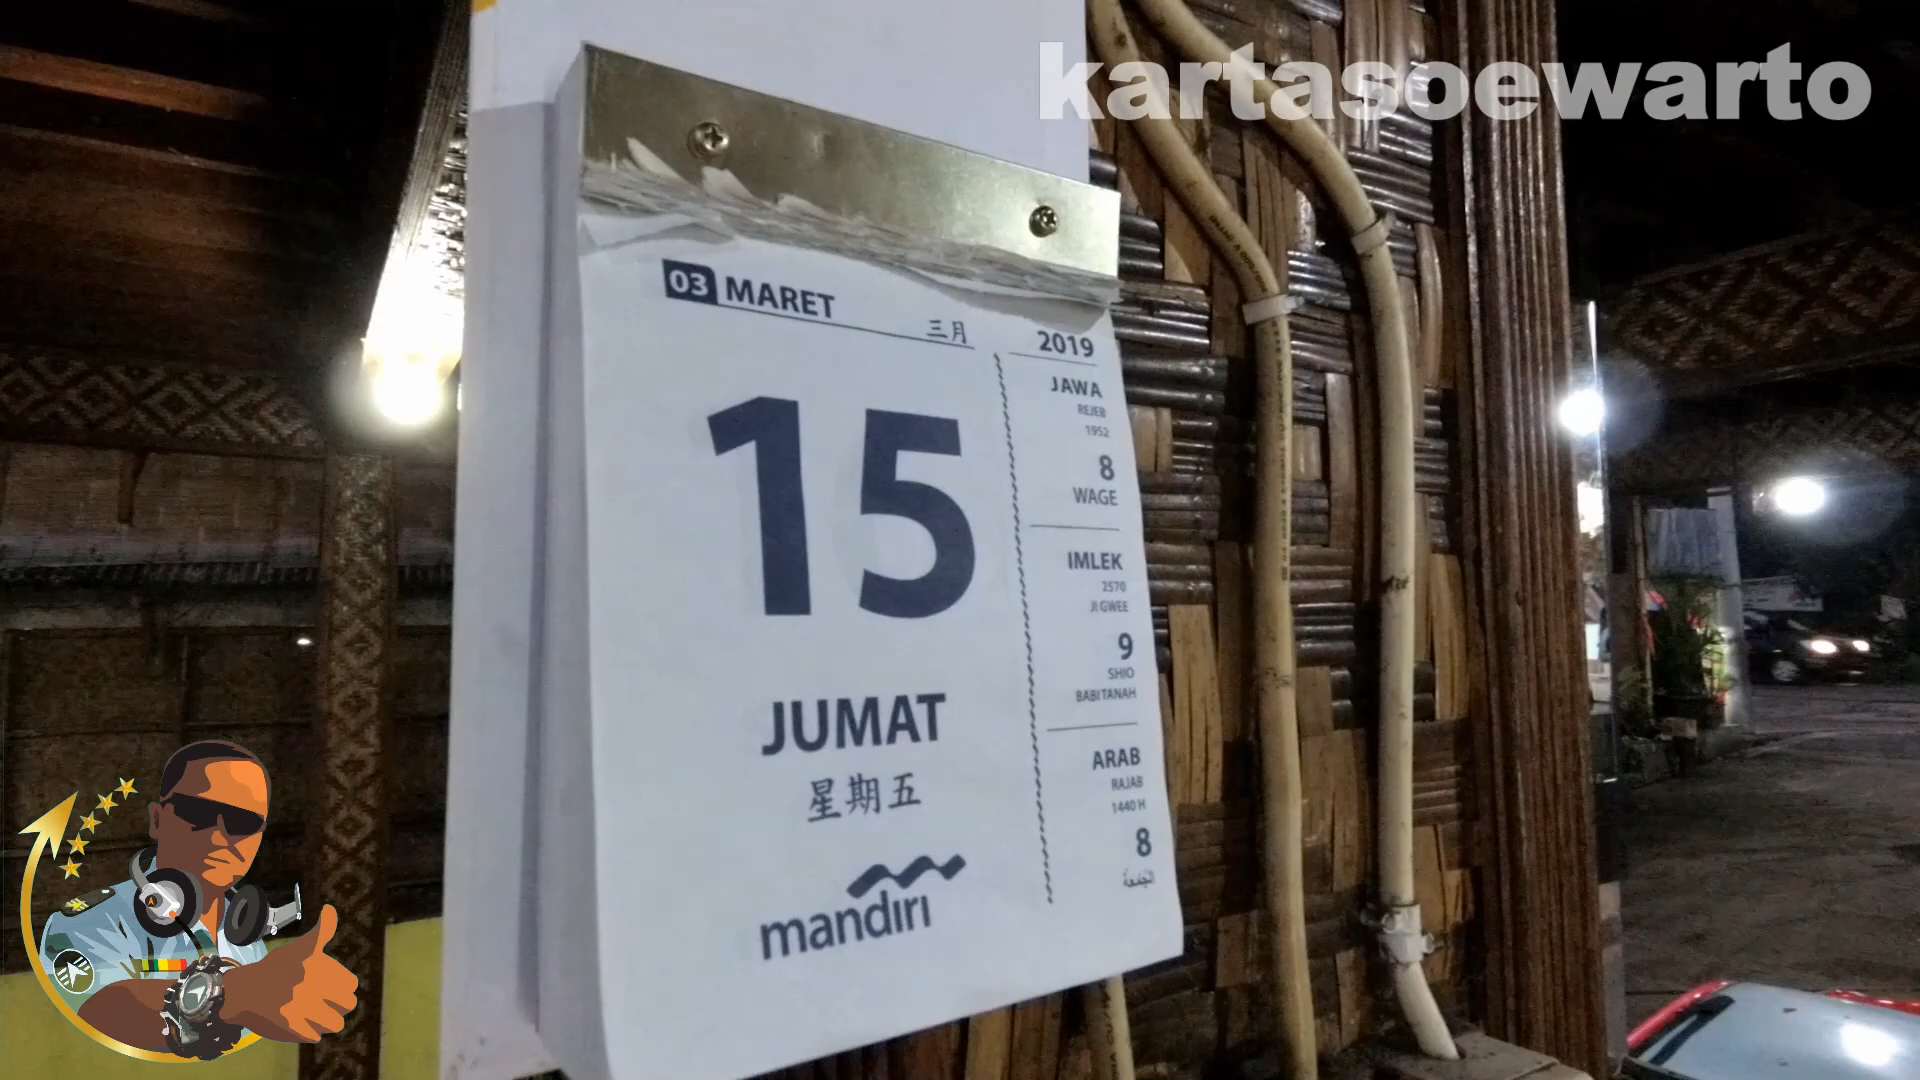 kartasoewarto
03 MARET
三月
2019
15
JUMAT
星期五
mandiri
JAWA
REJEB
1952
8
WAGE
IMLEK
2570
JI GWEE
9
SHIO
BABI TANAH
ARAB
RAJAB
1440 H
8
الجمعة